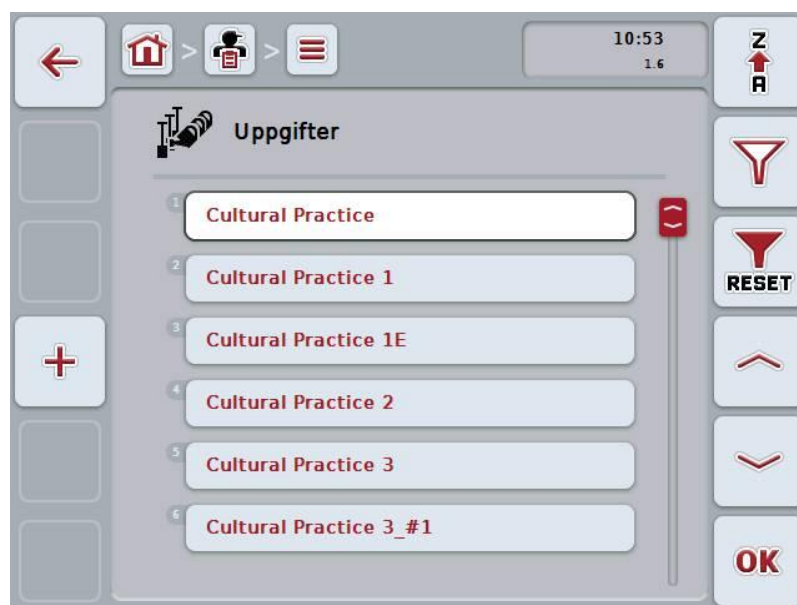 10:53
1.6
Z
A
Uppgifter
1
Cultural Practice
2
Cultural Practice 1
3
Cultural Practice 1E
RESET
4
Cultural Practice 2
5
Cultural Practice 3
6
Cultural Practice 3_#1
OK